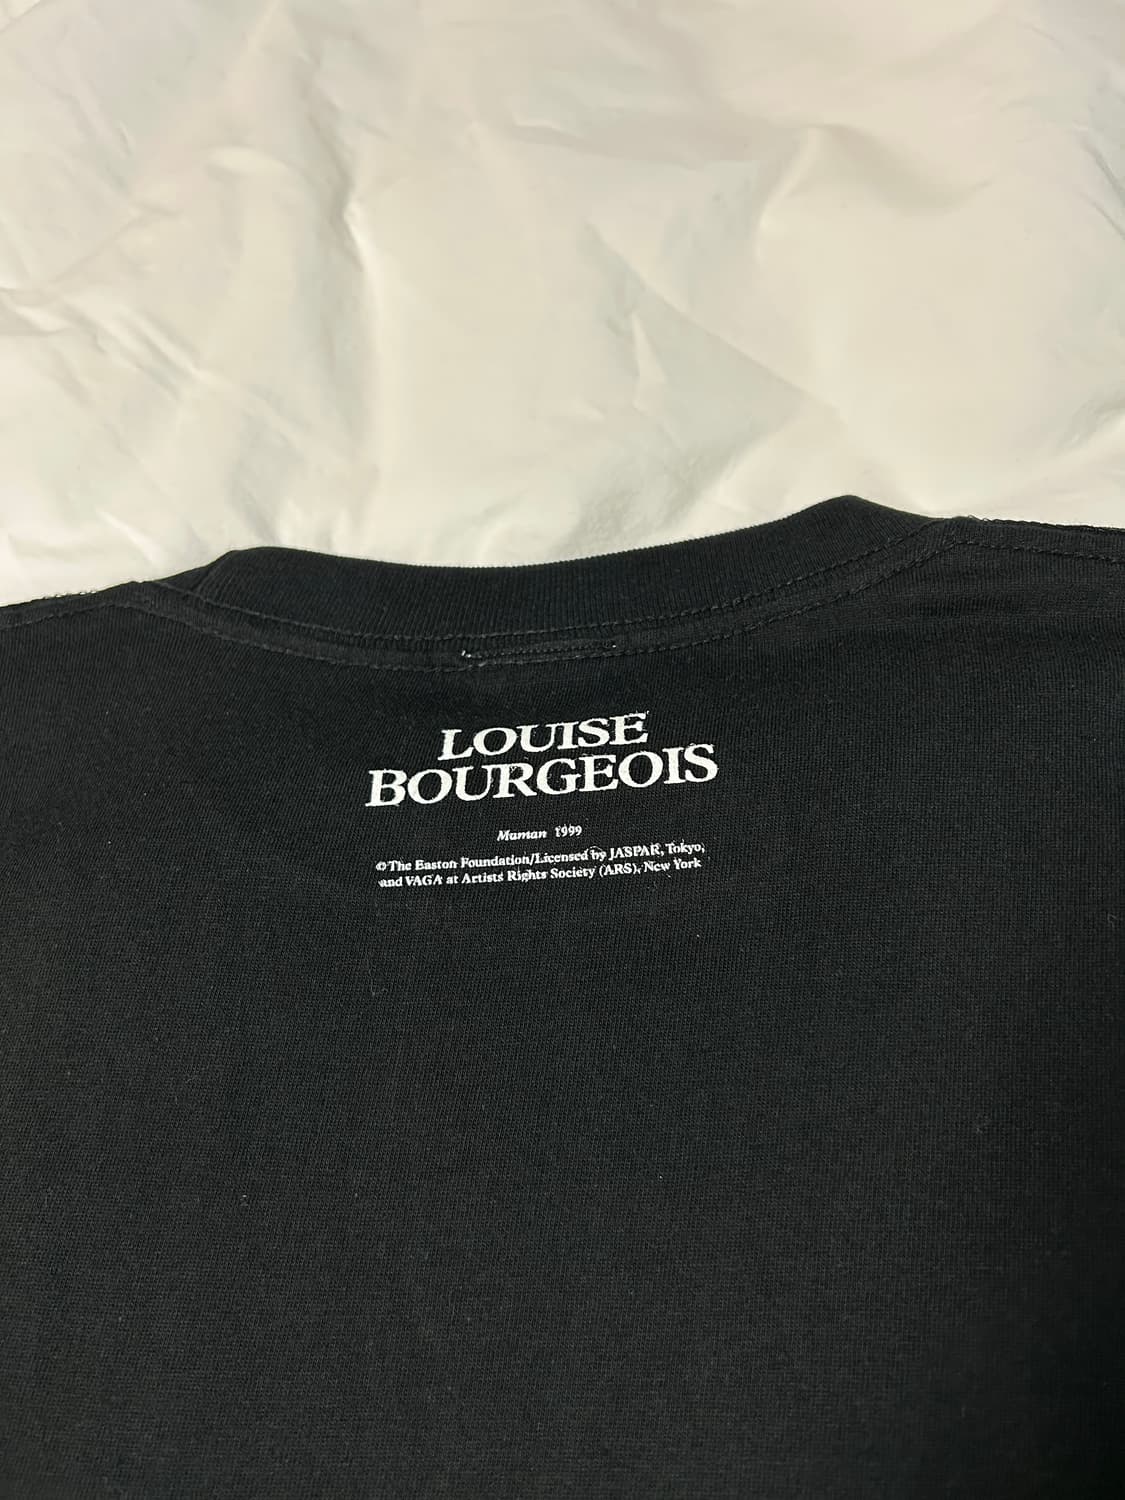 LOUISE
BOURGEOIS
Maman 1999
©The Easton Foundation/Licensed by JASPAR, Tokyo,
and VAGA at Artists Rights Society (ARS), New York